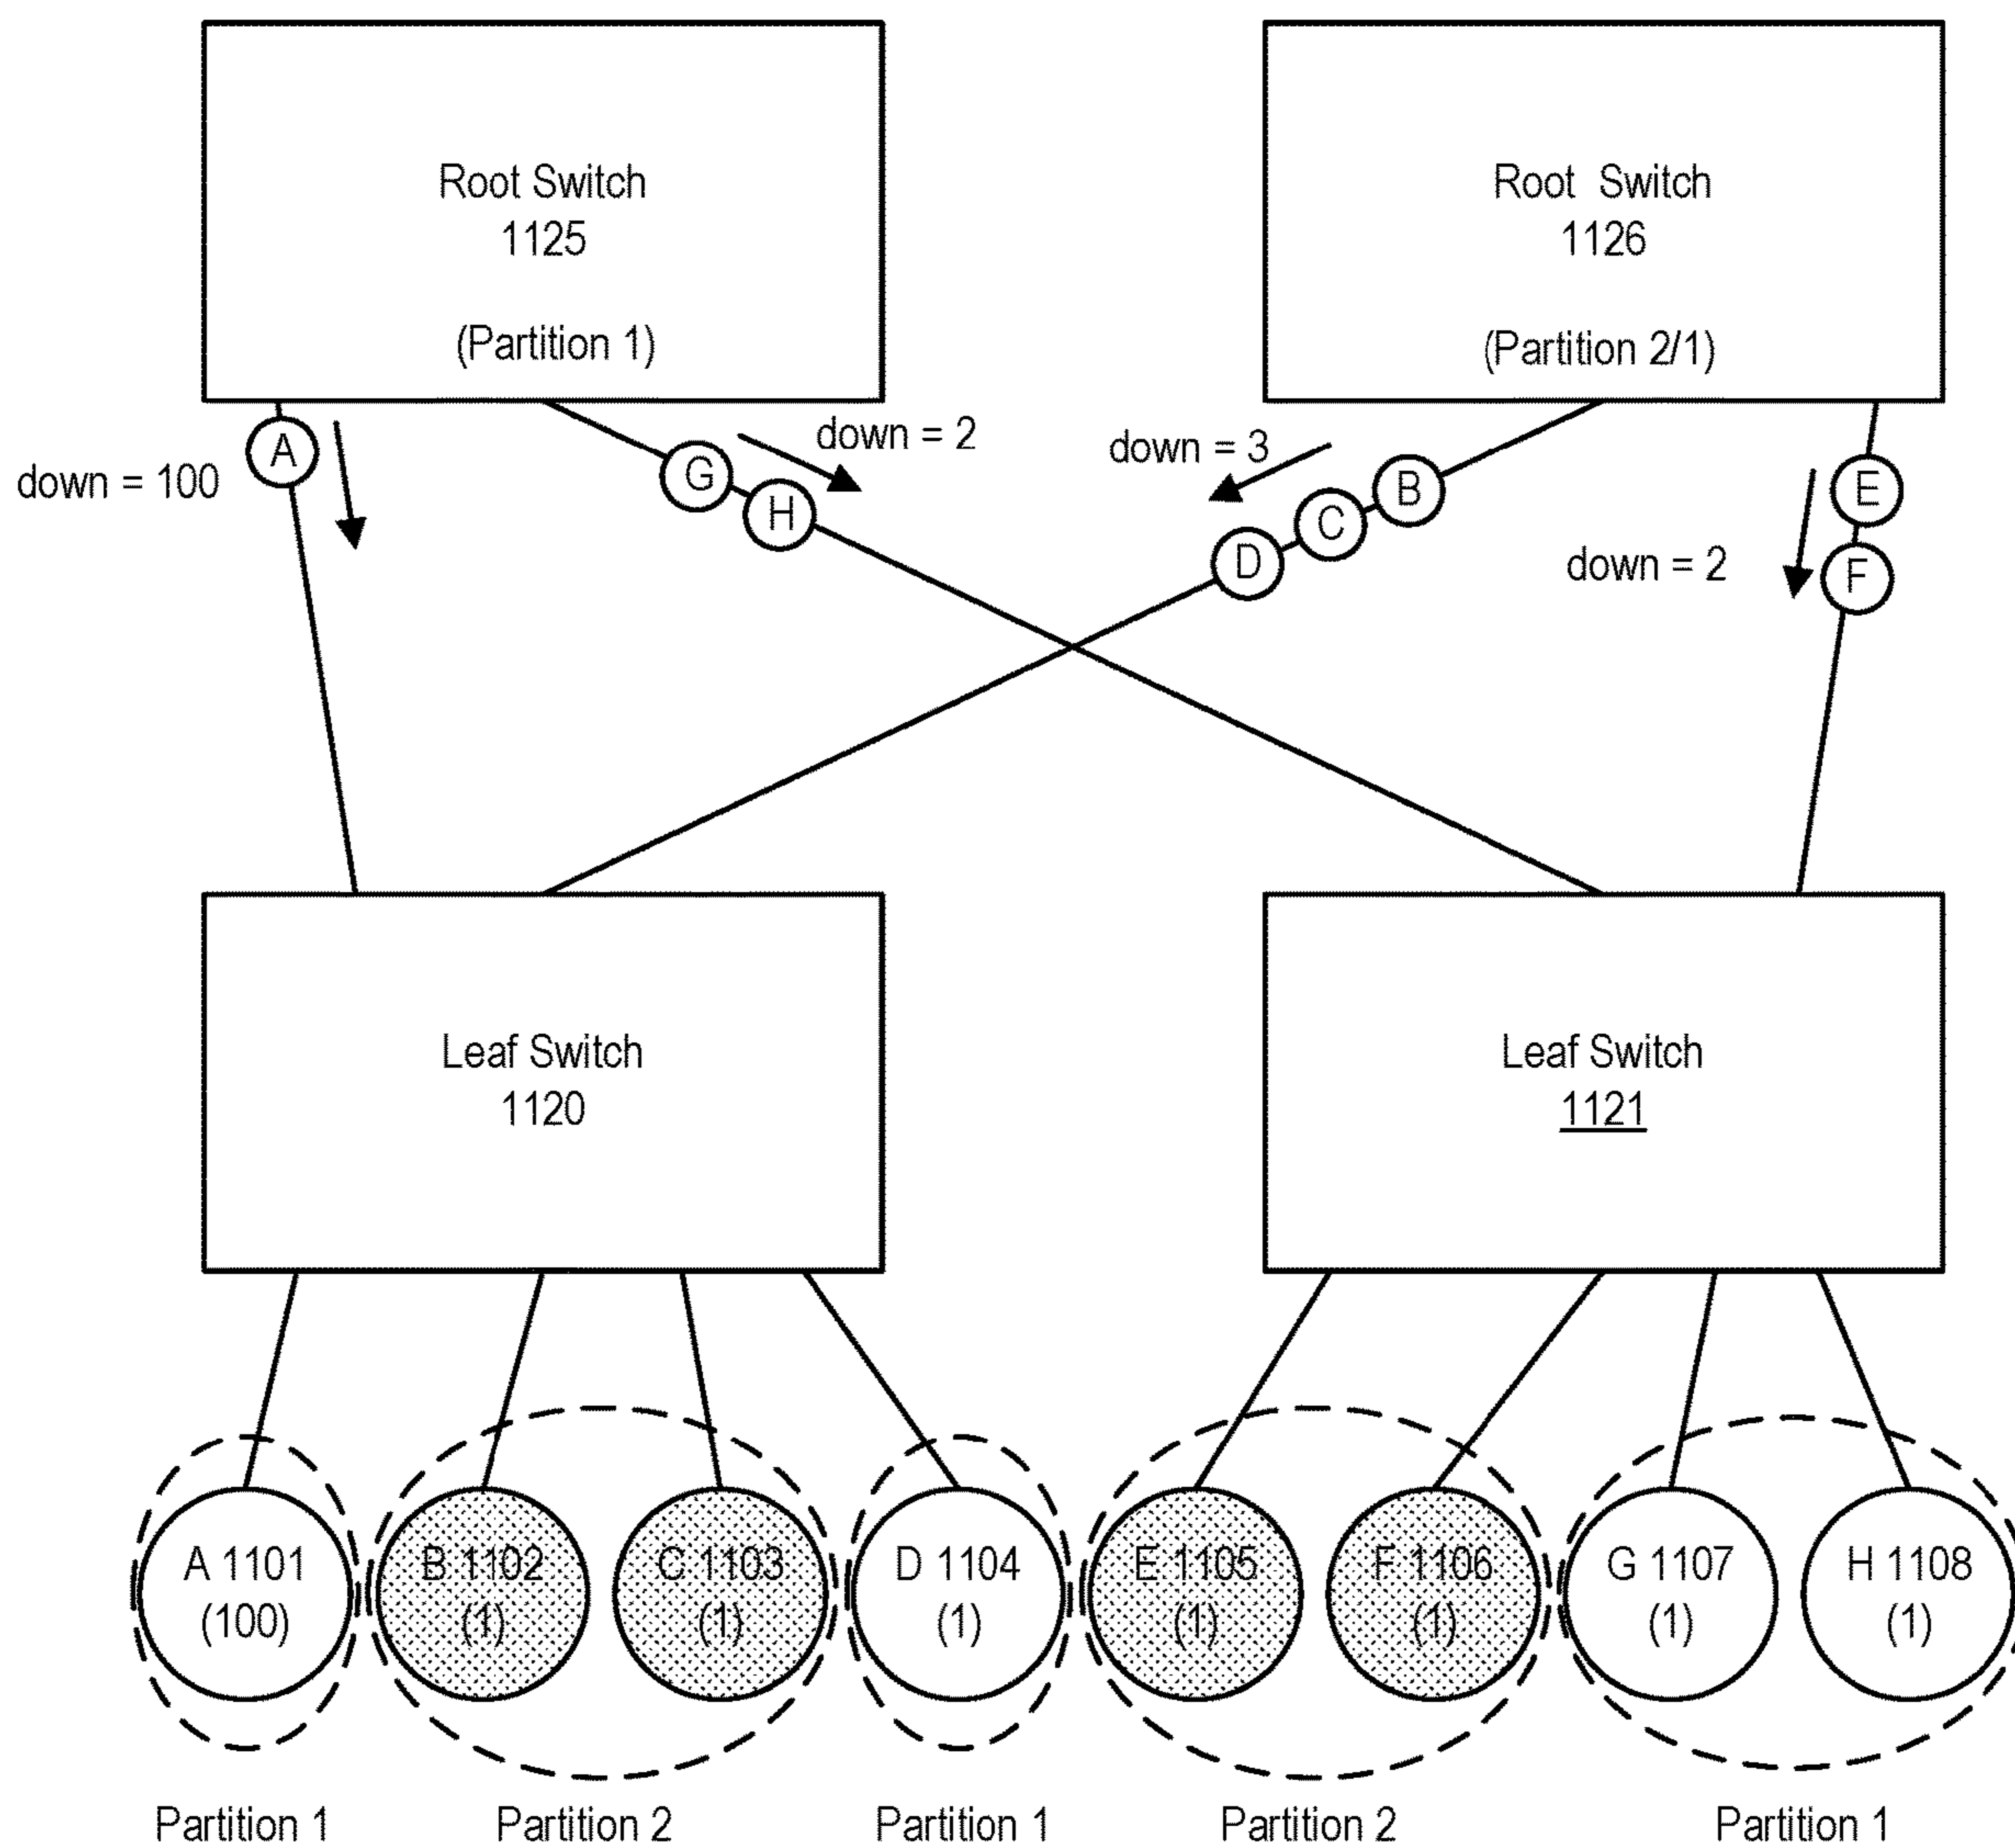 Root Switch
1125
(Partition 1)
Root Switch
1126
(Partition 2/1)
A
down = 100
G
H
down = 2
down = 3
B
C
D
E
F
down = 2
Leaf Switch
1120
Leaf Switch
1121
A 1101
(100)
B 1102
(1)
C 1103
(1)
D 1104
(1)
E 1105
(1)
F 1106
(1)
G 1107
(1)
H 1108
(1)
Partition 1
Partition 2
Partition 1
Partition 2
Partition 1